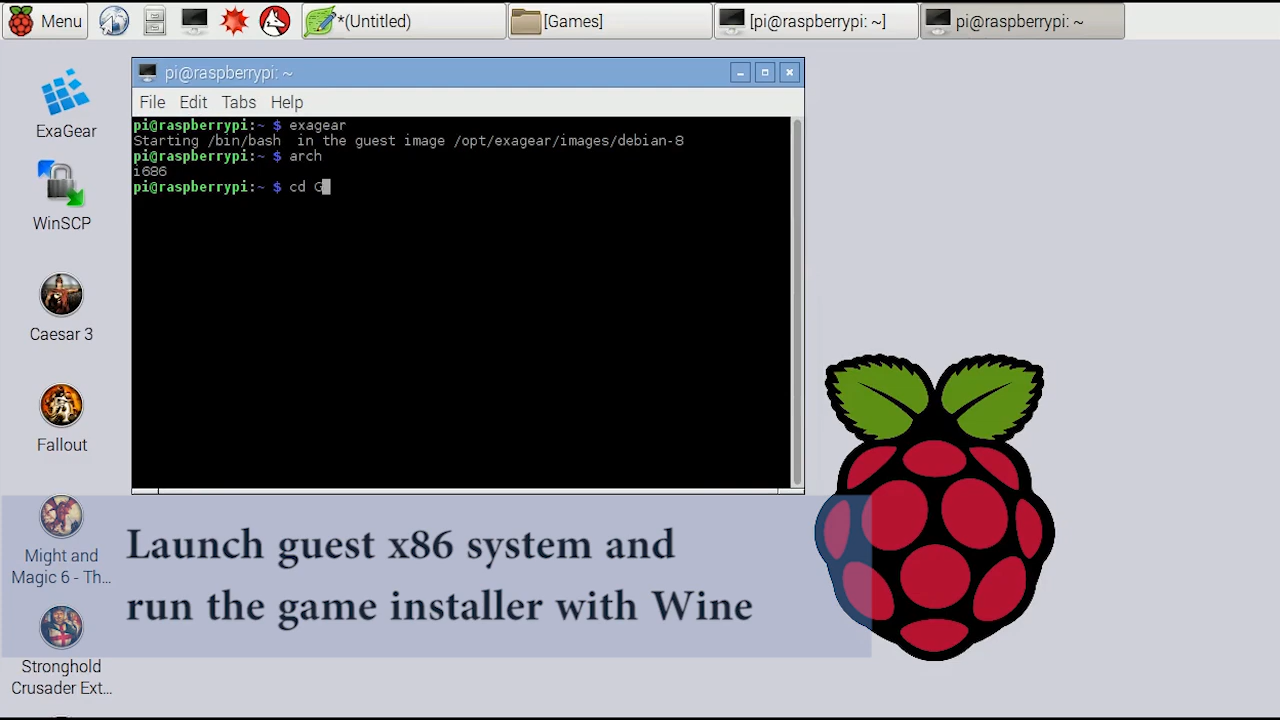 Menu
*(Untitled)
[Games]
[pi@raspberrypi: ~]
pi@raspberrypi: ~
ExaGear
WinSCP
Caesar 3
Fallout
Might and
Magic 6 - Th...
Stronghold
Crusader Ext...
pi@raspberrypi: ~
File Edit Tabs Help
pi@raspberrypi:~ $ exagear
Starting /bin/bash  in the guest image /opt/exagear/images/debian-8
pi@raspberrypi:~ $ arch
i686
pi@raspberrypi:~ $ cd G
Launch guest x86 system and
run the game installer with Wine